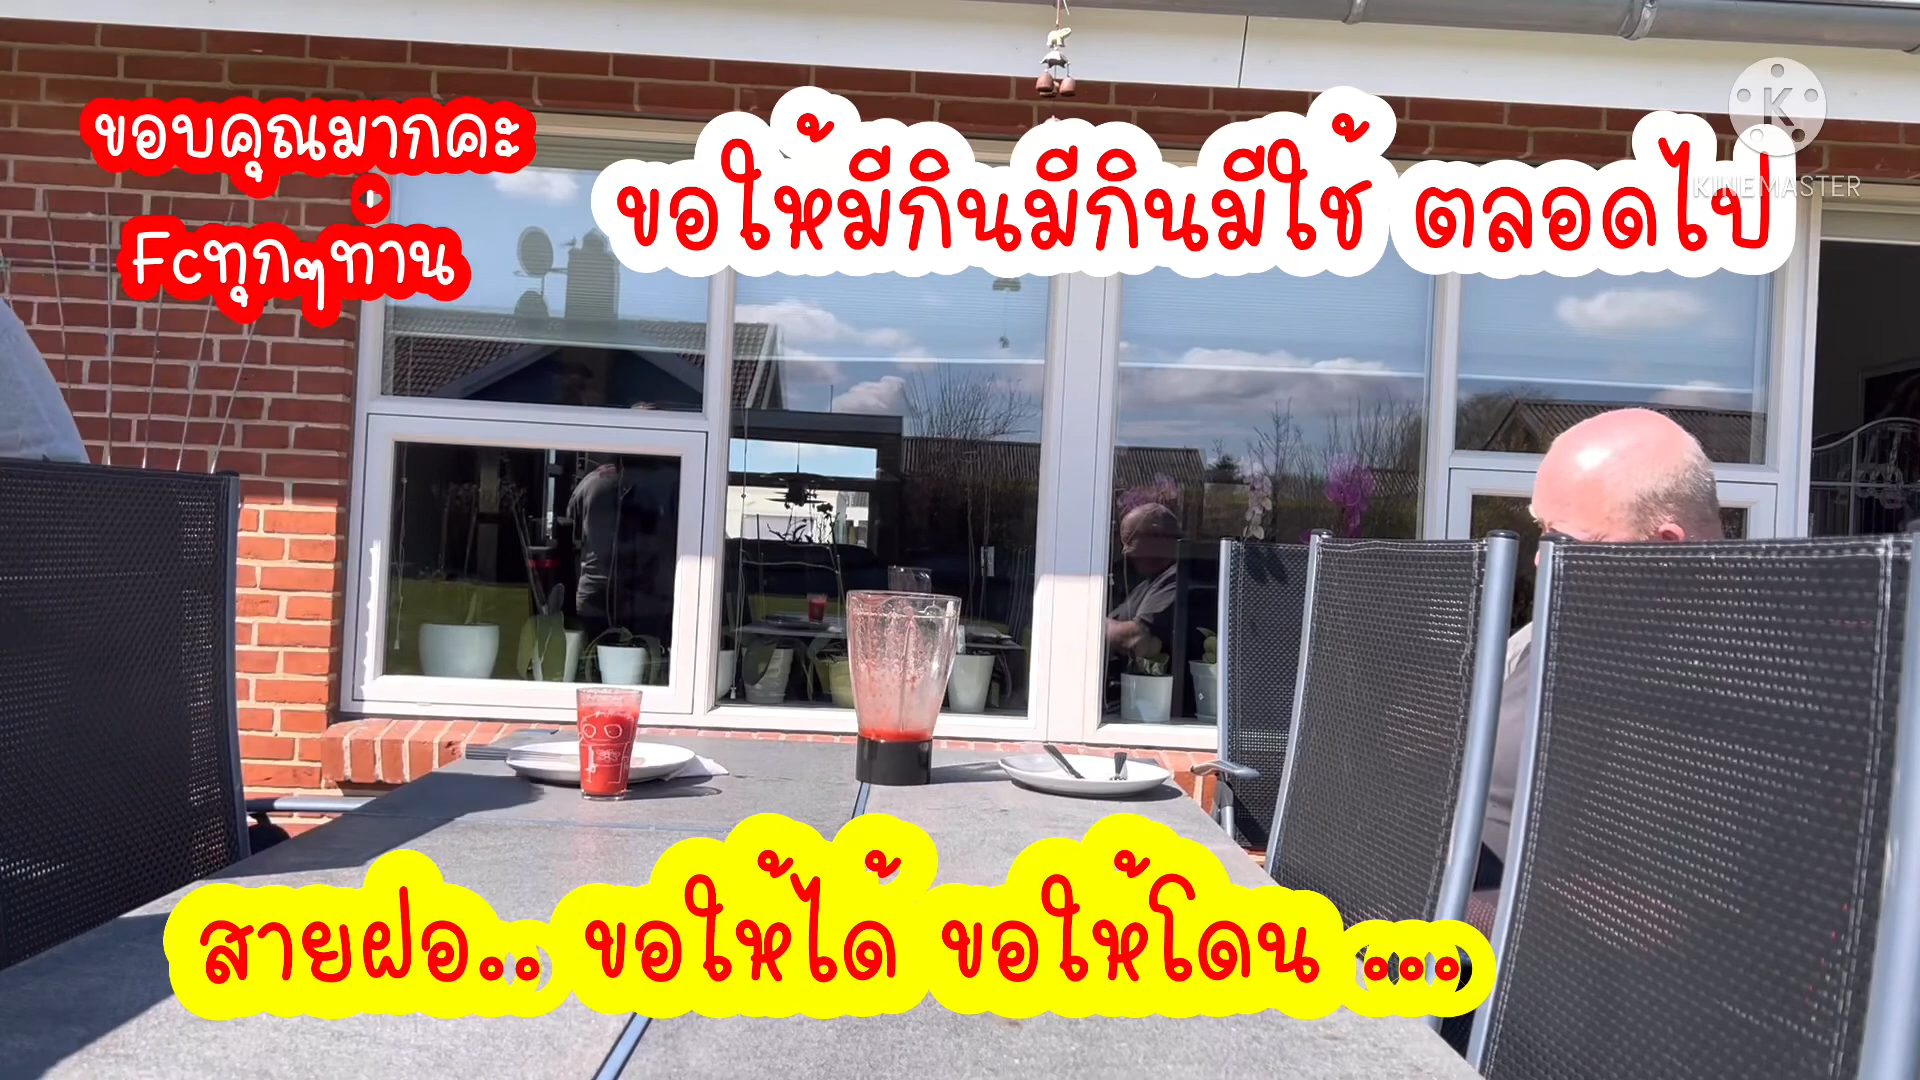 ขอบคุณมากคะ
Fcทุกๆท่าน
ขอให้มีกินมีกินมีใช้ ตลอดไป
KINEMASTER
สายฝอ.. ขอให้ได้ ขอให้โดน ...